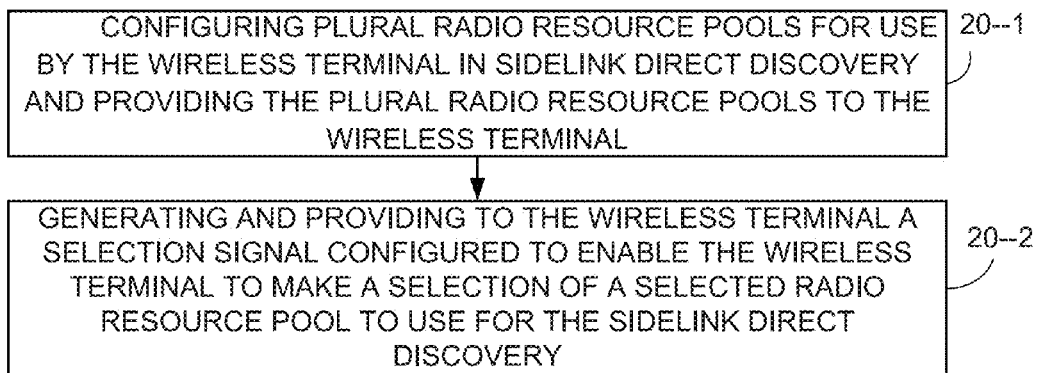 CONFIGURING PLURAL RADIO RESOURCE POOLS FOR USE
BY THE WIRELESS TERMINAL IN SIDELINK DIRECT DISCOVERY
AND PROVIDING THE PLURAL RADIO RESOURCE POOLS TO THE
WIRELESS TERMINAL
20--1
GENERATING AND PROVIDING TO THE WIRELESS TERMINAL A
SELECTION SIGNAL CONFIGURED TO ENABLE THE WIRELESS
TERMINAL TO MAKE A SELECTION OF A SELECTED RADIO
RESOURCE POOL TO USE FOR THE SIDELINK DIRECT
DISCOVERY
20--2